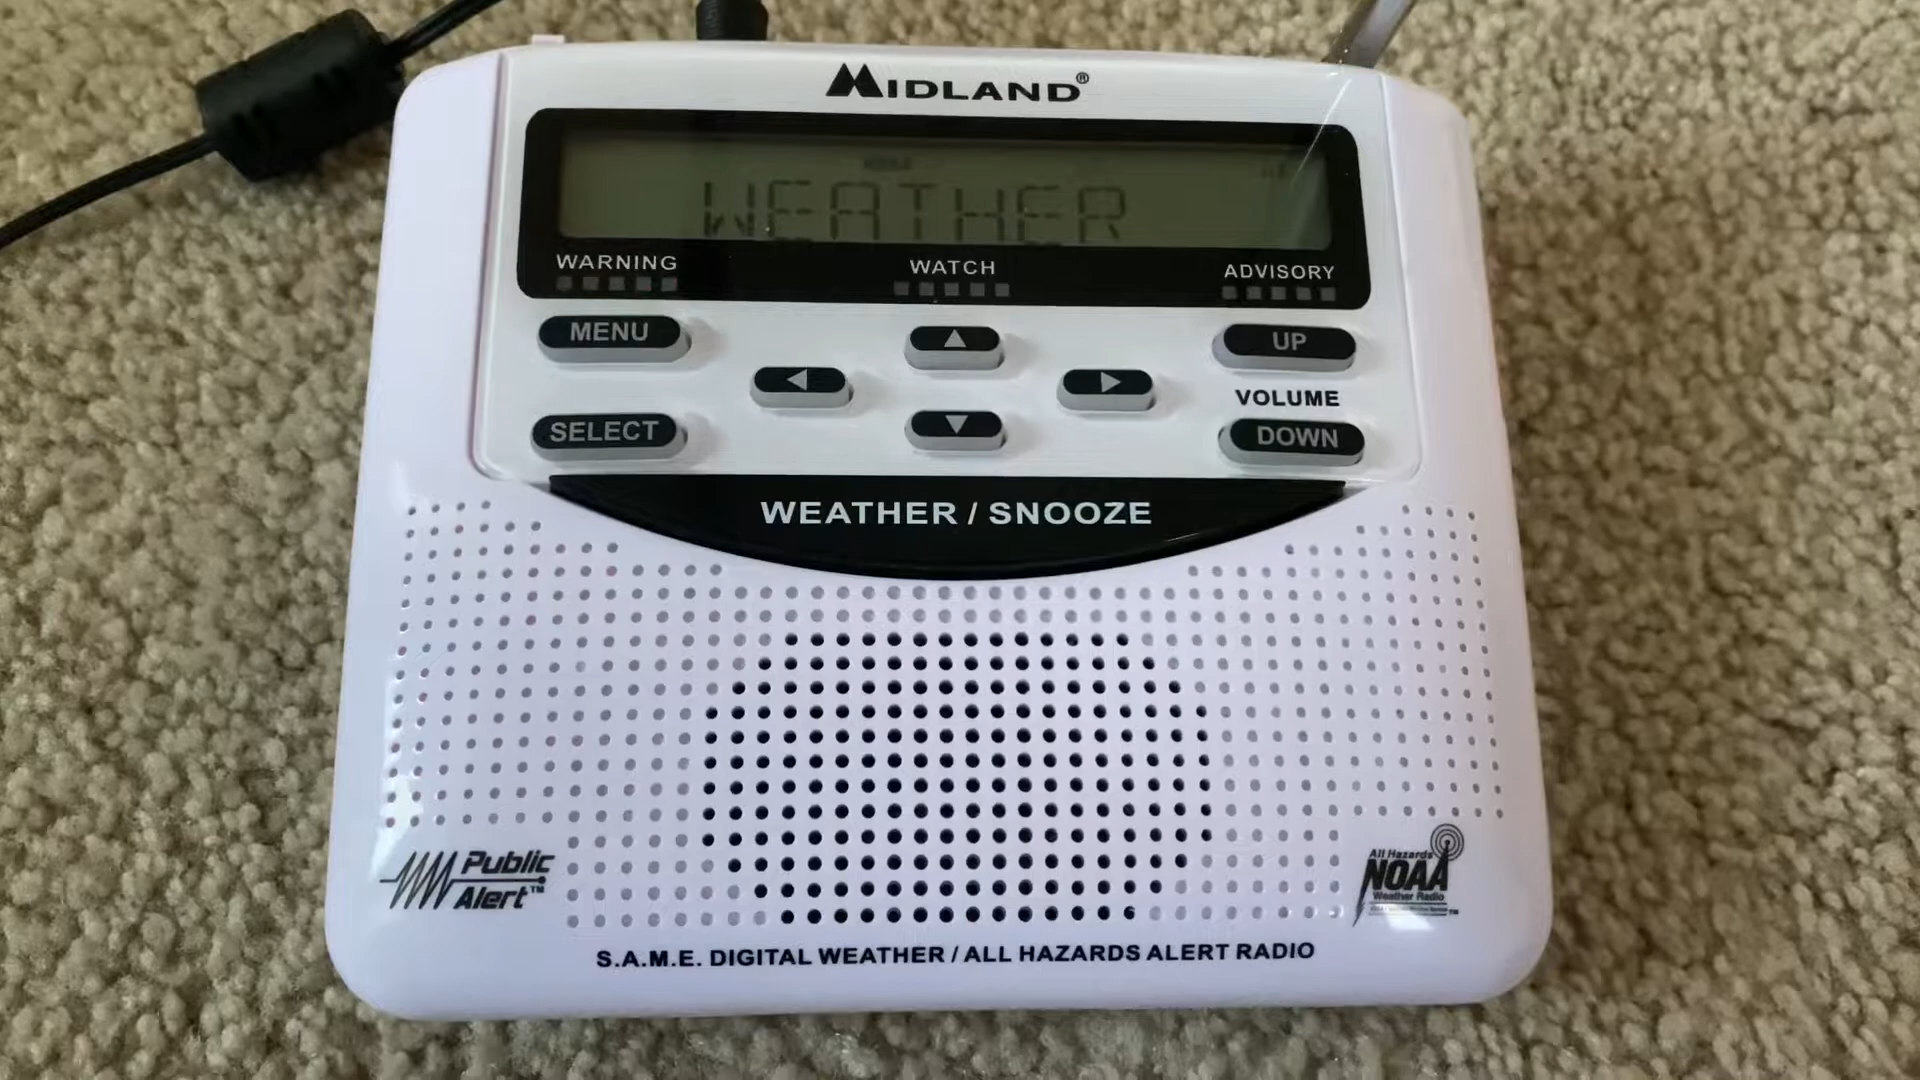 MIDLAND®
WEATHER
WARNING
WATCH
ADVISORY
MENU
UP
VOLUME
SELECT
DOWN
WEATHER / SNOOZE
Public
Alert™
All Hazards
NOAA
Weather Radio
S.A.M.E. DIGITAL WEATHER / ALL HAZARDS ALERT RADIO